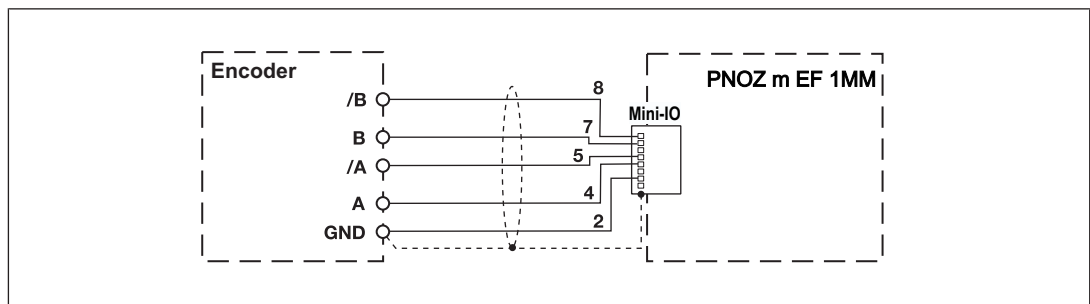 Encoder
PNOZ m EF 1MM
/B
8
Mini-IO
B
7
/A
5
A
4
GND
2